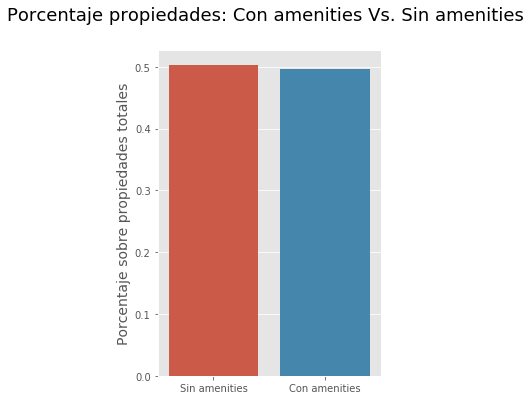 Porcentaje propiedades: Con amenities Vs. Sin amenities
Porcentaje sobre propiedades totales
0.5
0.4
0.3
0.2
0.1
0.0
Sin amenities
Con amenities